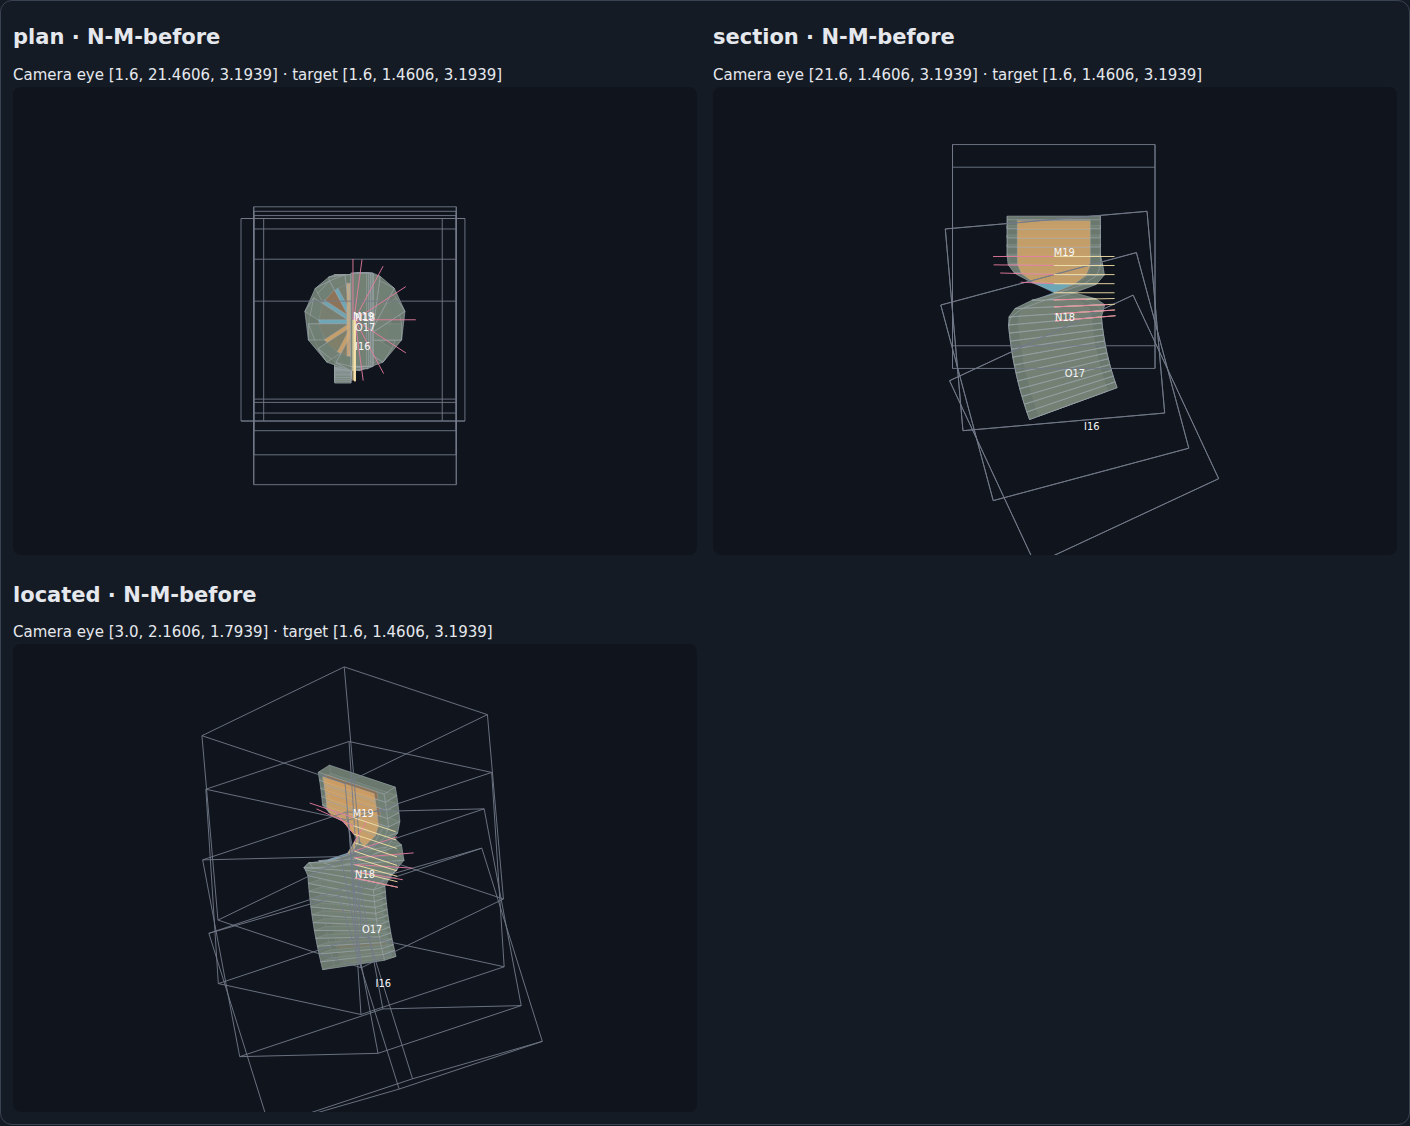 plan · N-M-before
Camera eye [1.6, 21.4606, 3.1939] · target [1.6, 1.4606, 3.1939]
O17
I16
section · N-M-before
Camera eye [21.6, 1.4606, 3.1939] · target [1.6, 1.4606, 3.1939]
M19
N18
O17
I16
located · N-M-before
Camera eye [3.0, 2.1606, 1.7939] · target [1.6, 1.4606, 3.1939]
M19
N18
O17
I16